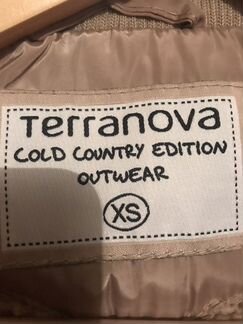 Terranova
COLD COUNTRY EDITION
OUTWEAR
XS